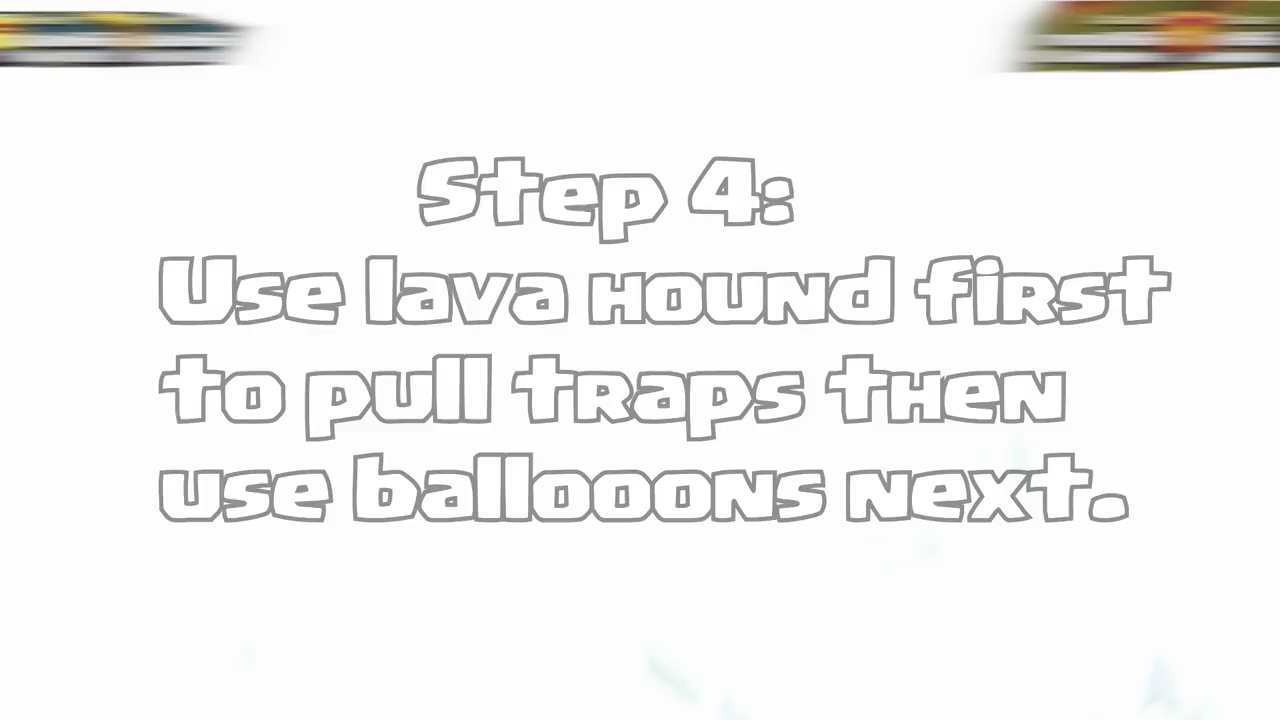 Step 4:
Use lava hound first
to pull traps then
use ballooons next.